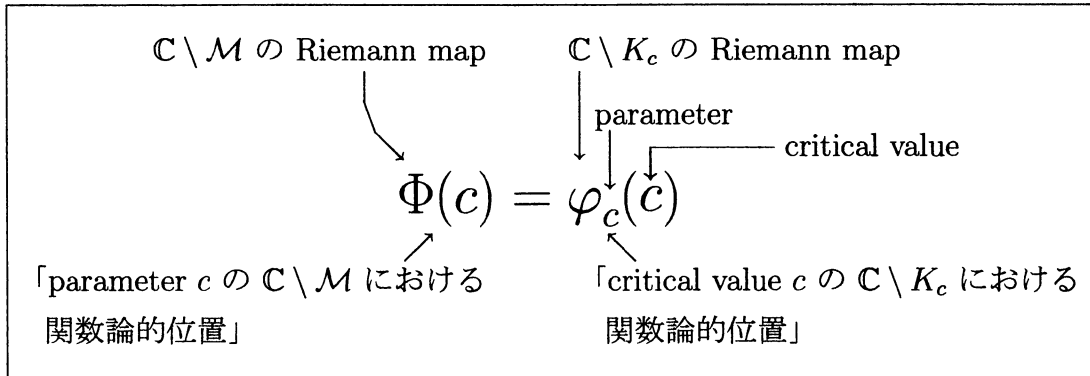 ℂ \ ℳ の Riemann map
ℂ \ K_c の Riemann map
parameter
critical value
Φ(c) = φ_c(c)
「parameter c の ℂ \ ℳ における
関数論的位置」
「critical value c の ℂ \ K_c における
関数論的位置」